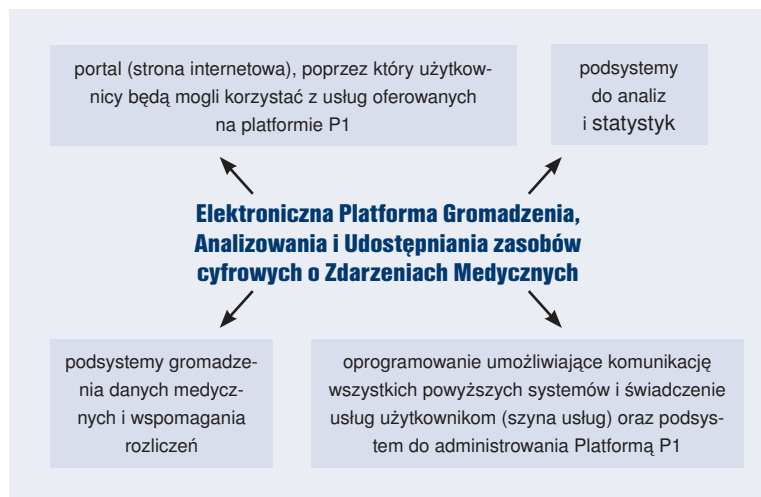 portal (strona internetowa), poprzez który użytkow-
nicy będą mogli korzystać z usług oferowanych
na platformie P1
podsystemy
do analiz
i statystyk
Elektroniczna Platforma Gromadzenia,
Analizowania i Udostępniania zasobów
cyfrowych o Zdarzeniach Medycznych
podsystemy gromadze-
nia danych medycz-
nych i wspomagania
rozliczeń
oprogramowanie umożliwiające komunikację
wszystkich powyższych systemów i świadczenie
usług użytkownikom (szyna usług) oraz podsys-
tem do administrowania Platformą P1